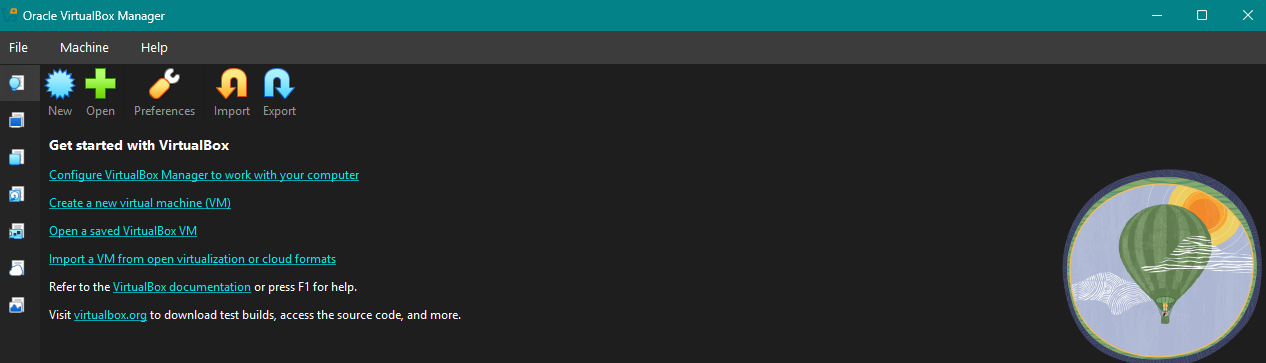 Oracle VirtualBox Manager
File Machine Help
New Open Preferences Import Export
Get started with VirtualBox
Configure VirtualBox Manager to work with your computer
Create a new virtual machine (VM)
Open a saved VirtualBox VM
Import a VM from open virtualization or cloud formats
Refer to the VirtualBox documentation or press F1 for help.
Visit virtualbox.org to download test builds, access the source code, and more.